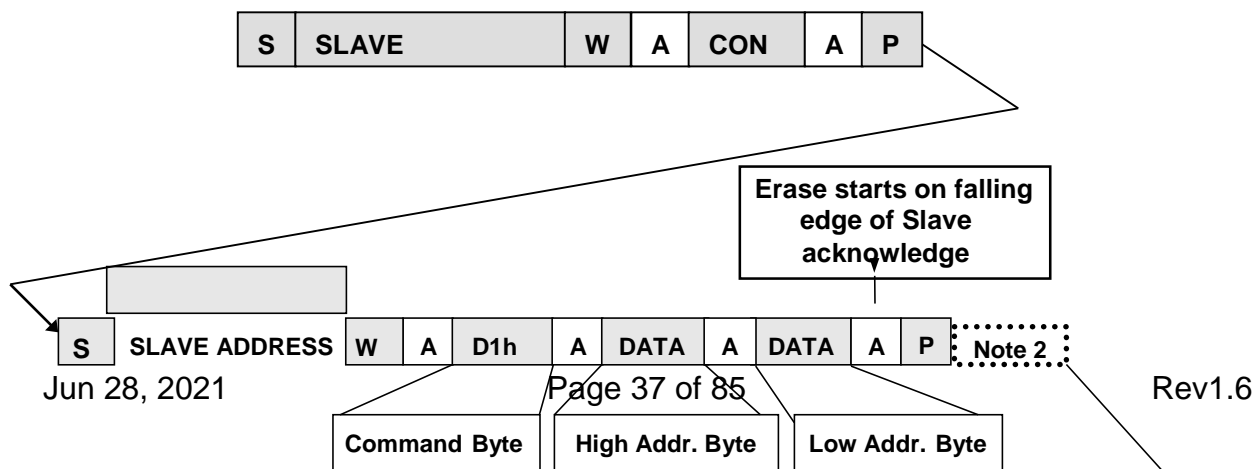 S SLAVE W A CON A P
Erase starts on falling
edge of Slave
acknowledge
S SLAVE ADDRESS W A D1h A DATA A DATA A P Note 2
Jun 28, 2021 Page 37 of 85 Rev1.6
Command Byte High Addr. Byte Low Addr. Byte